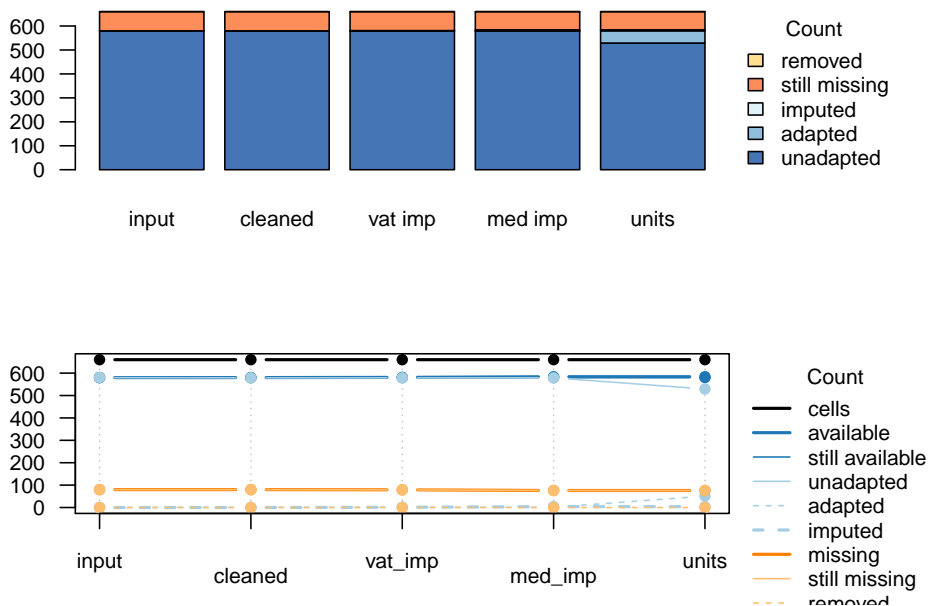 600
500
400
300
200
100
0
input cleaned vat imp med imp units
Count
removed
still missing
imputed
adapted
unadapted
600
500
400
300
200
100
0
input cleaned vat_imp med_imp units
Count
cells
available
still available
unadapted
adapted
imputed
missing
still missing
removed